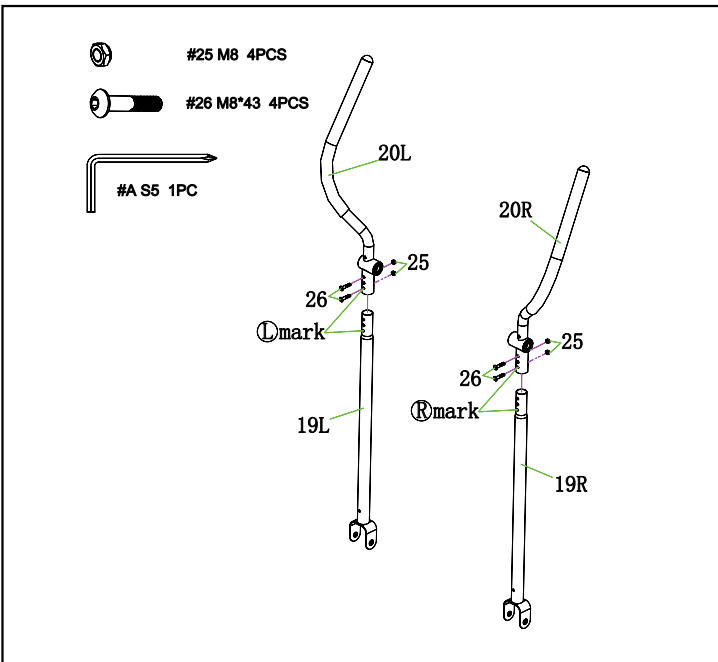 #25 M8 4PCS
#26 M8*43 4PCS
#A S5 1PC
20L
25
26
Ⓛmark
19L
20R
25
26
Ⓡmark
19R